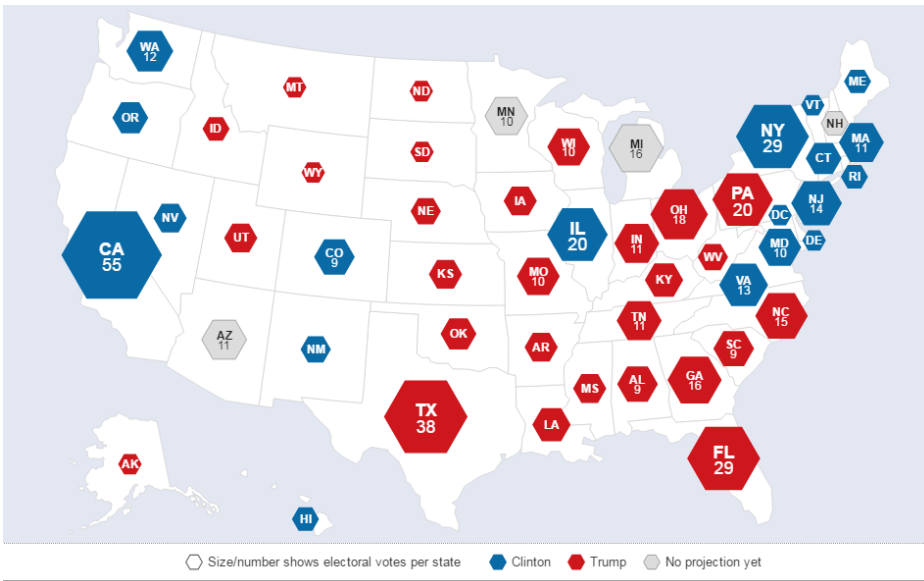 WA
12
MT
ND
ME
OR
ID
MN
10
VT
NH
NY
29
MA
11
WI
10
MI
16
SD
CT
WY
RI
NE
IA
PA
20
NJ
14
OH
18
DC
NV
IL
20
UT
IN
11
MD
10
DE
CA
55
CO
9
KS
MO
10
WV
KY
VA
13
NC
15
TN
11
AZ
11
NM
OK
AR
SC
9
GA
16
AL
9
MS
TX
38
LA
FL
29
AK
HI
Size/number shows electoral votes per state
Clinton
Trump
No projection yet